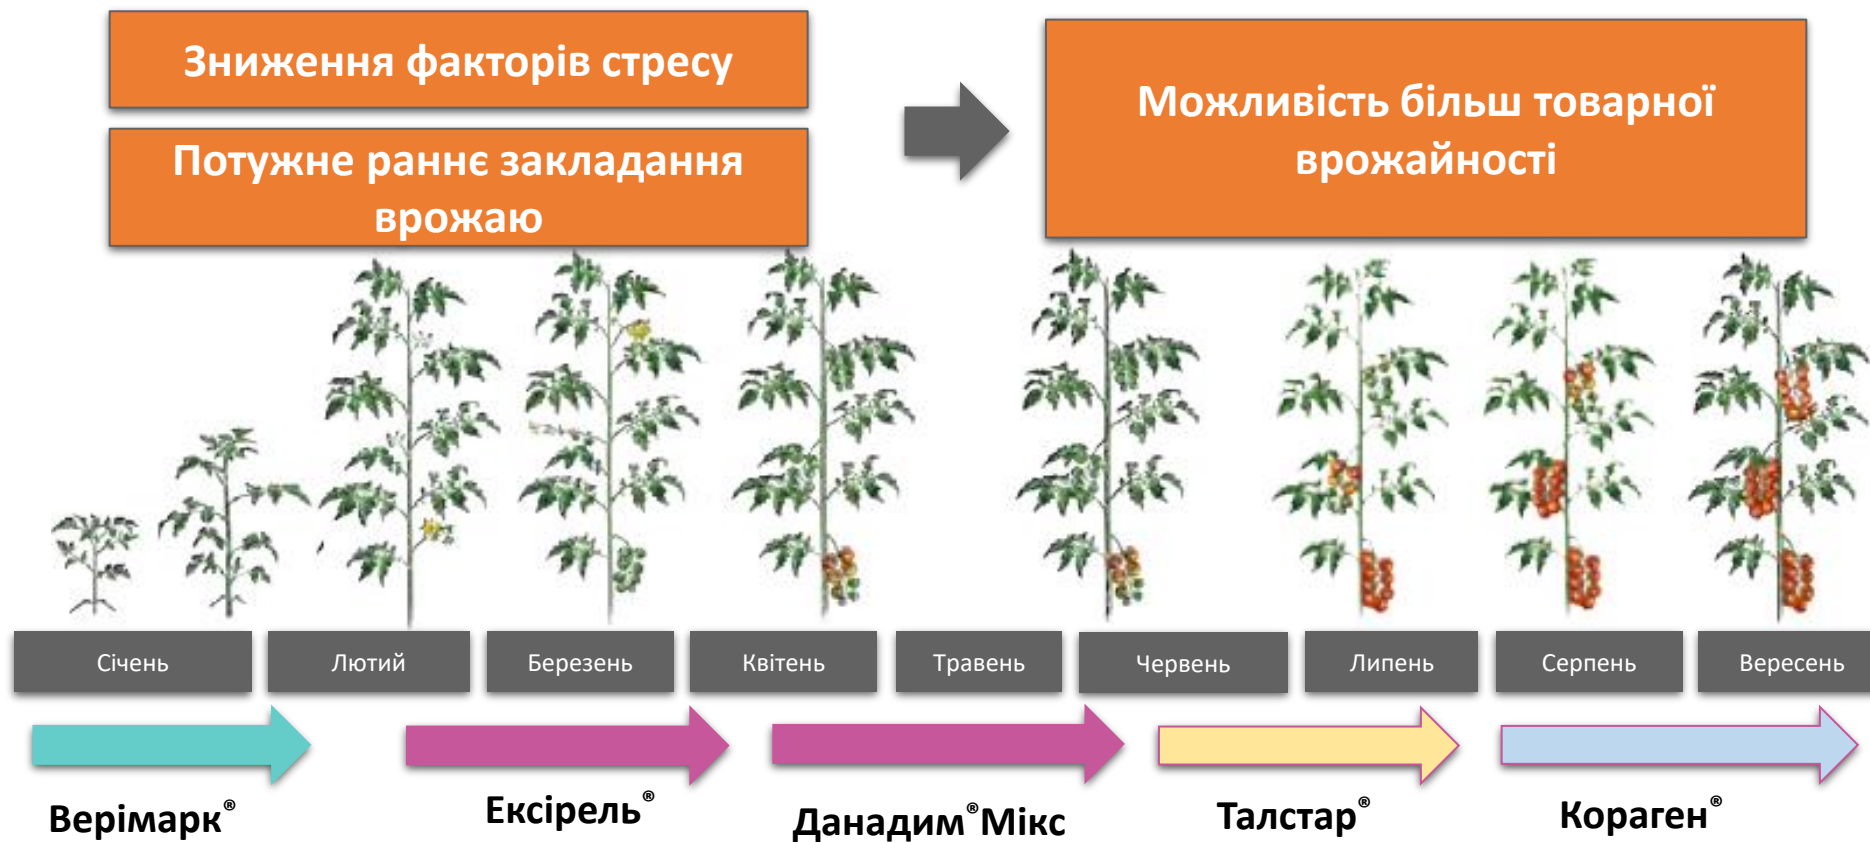 Зниження факторів стресу
Потужне раннє закладання
врожаю
Можливість більш товарної
врожайності
Січень
Лютий
Березень
Квітень
Травень
Червень
Липень
Серпень
Вересень
Верімарк®
Ексірель®
Данадим®Мікс
Талстар®
Кораген®